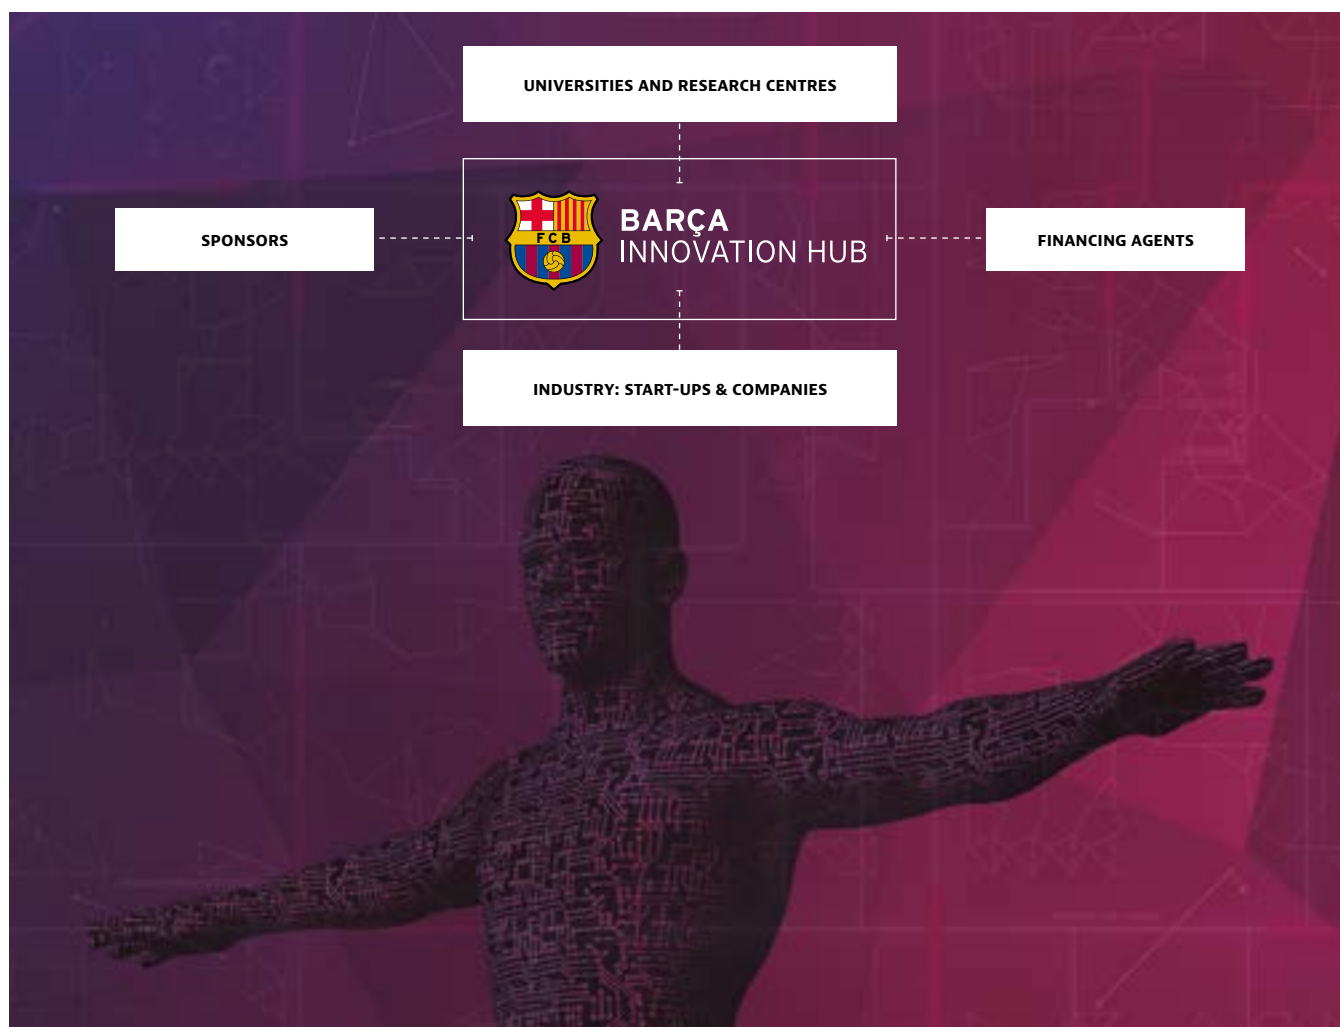 UNIVERSITIES AND RESEARCH CENTRES
SPONSORS
FCB
BARÇA
INNOVATION HUB
FINANCING AGENTS
INDUSTRY: START-UPS & COMPANIES